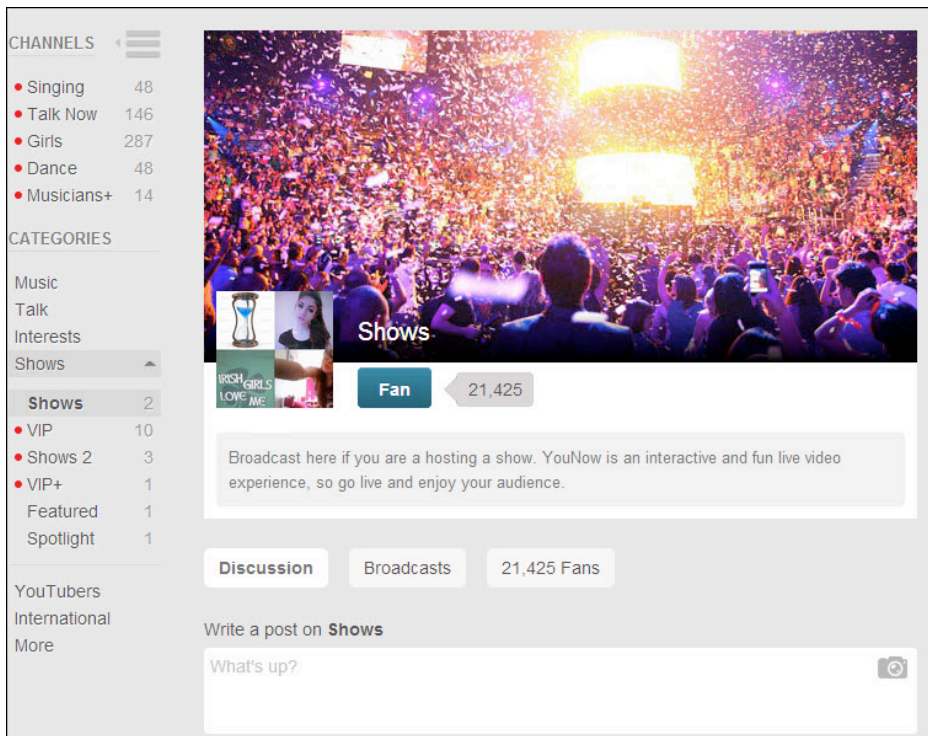 CHANNELS
Singing 48
Talk Now 146
Girls 287
Dance 48
Musicians+ 14
CATEGORIES
Music
Talk
Interests
Shows
Shows 2
VIP 10
Shows 2 3
VIP+ 1
Featured 1
Spotlight 1
YouTubers
International
More
Shows
IRISH GIRLS
LOVE ME
Fan 21,425
Broadcast here if you are a hosting a show. YouNow is an interactive and fun live video
experience, so go live and enjoy your audience.
Discussion Broadcasts 21,425 Fans
Write a post on Shows
What's up?